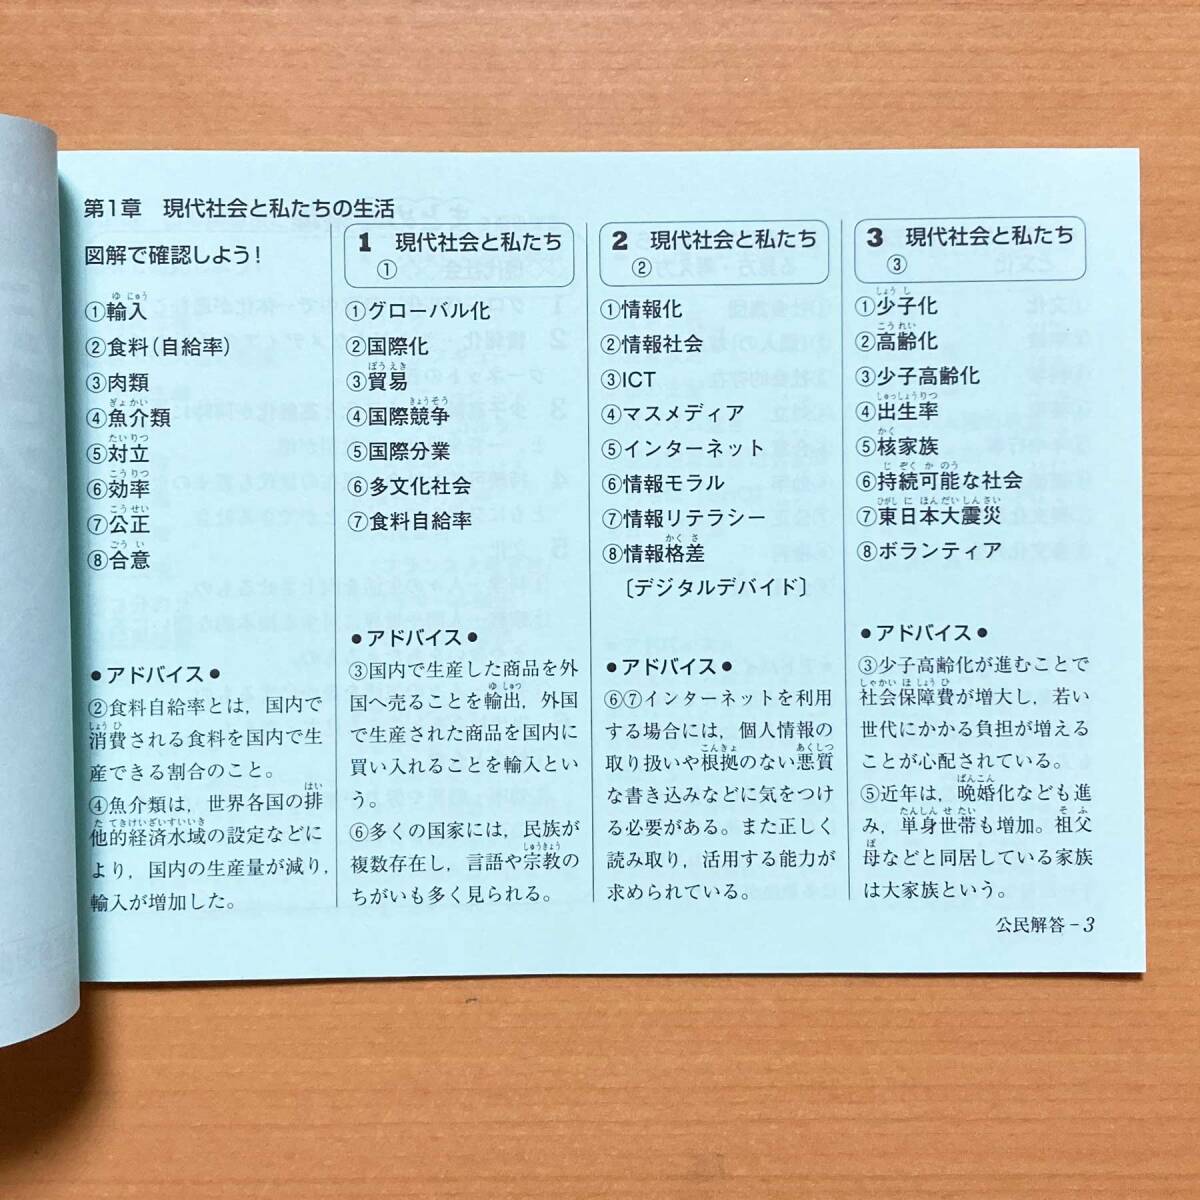 第1章 現代社会と私たちの生活
図解で確認しよう!
①輸入
②食料(自給率)
③肉類
④魚介類
⑤対立
⑥効率
⑦公正
⑧合意
●アドバイス●
②食料自給率とは，国内で
消費される食料を国内で生
産できる割合のこと。
④魚介類は，世界各国の排
他的経済水域の設定などに
より，国内の生産量が減り，
輸入が増加した。
1 現代社会と私たち
①
①グローバル化
②国際化
③貿易
④国際競争
⑤国際分業
⑥多文化社会
⑦食料自給率
●アドバイス●
③国内で生産した商品を外
国へ売ることを輸出，外国
で生産された商品を国内に
買い入れることを輸入とい
う。
⑥多くの国家には，民族が
複数存在し，言語や宗教の
ちがいも多く見られる。
2 現代社会と私たち
②
①情報化
②情報社会
③ICT
④マスメディア
⑤インターネット
⑥情報モラル
⑦情報リテラシー
⑧情報格差
〔デジタルデバイド〕
●アドバイス●
⑥⑦インターネットを利用
する場合には，個人情報の
取り扱いや根拠のない悪質
な書き込みなどに気をつけ
る必要がある。また正しく
読み取り，活用する能力が
求められている。
3 現代社会と私たち
③
①少子化
②高齢化
③少子高齢化
④出生率
⑤核家族
⑥持続可能な社会
⑦東日本大震災
⑧ボランティア
●アドバイス●
③少子高齢化が進むことで
社会保障費が増大し，若い
世代にかかる負担が増える
ことが心配されている。
⑤近年は，晩婚化なども進
み，単身世帯も増加。祖父
母などと同居している家族
は大家族という。
公民解答－3